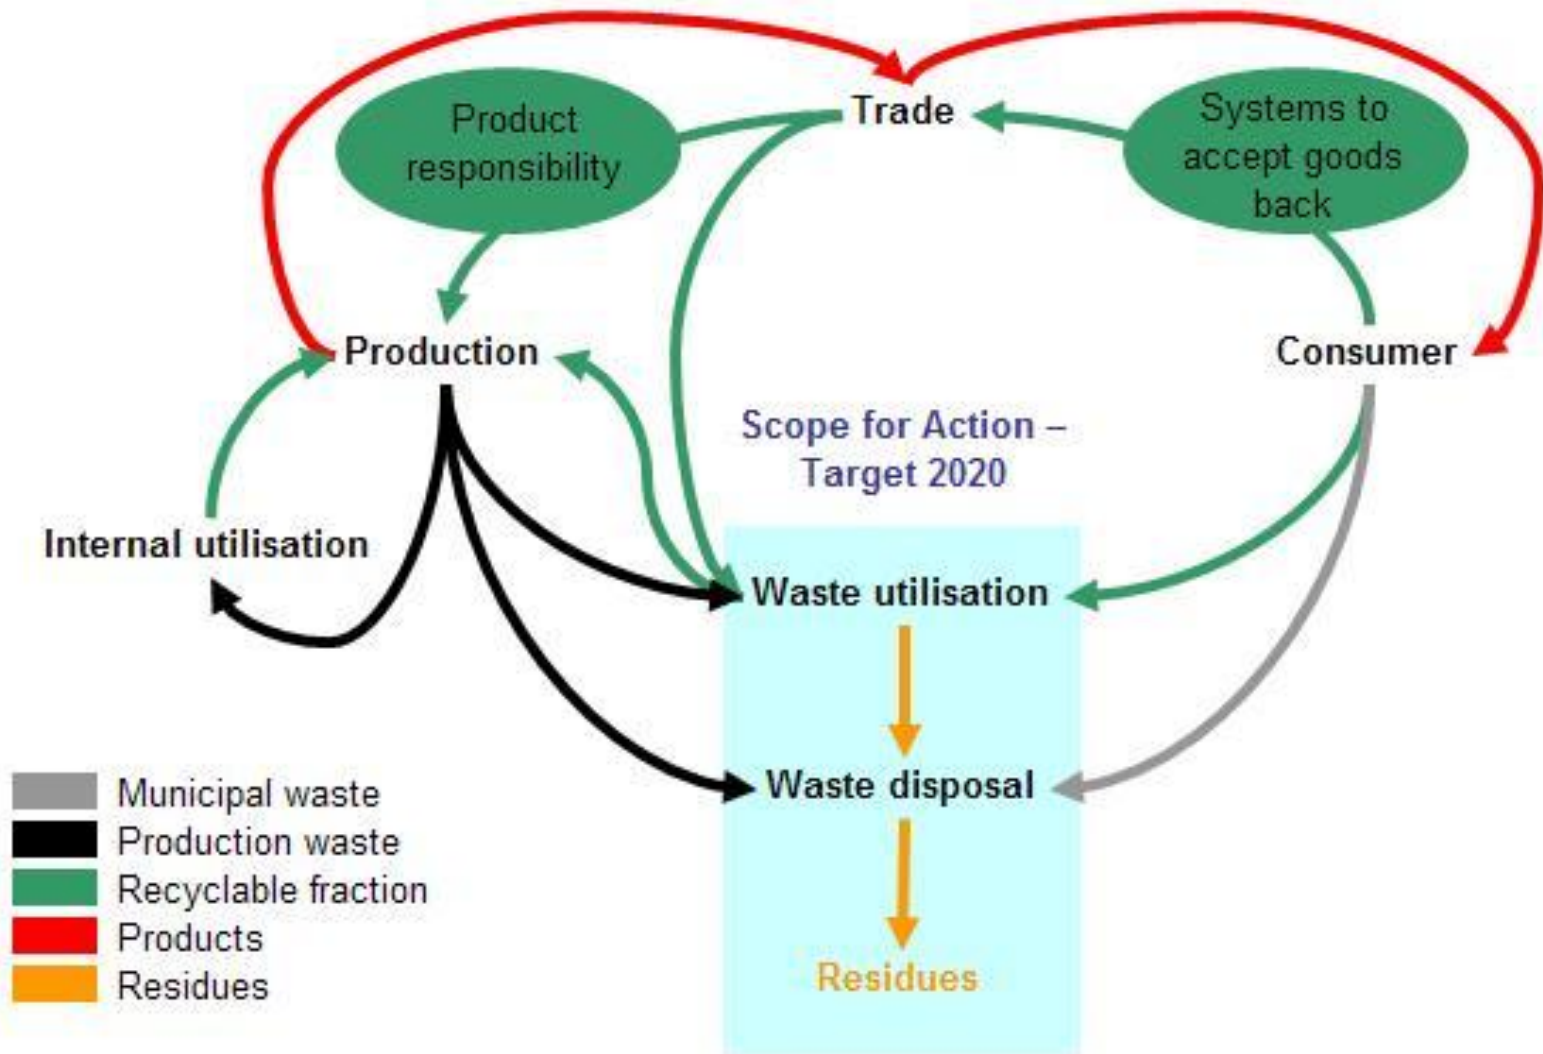 Trade
Product
responsibility
Systems to
accept goods
back
Production
Consumer
Scope for Action –
Target 2020
Internal utilisation
Waste utilisation
Waste disposal
Residues
Municipal waste
Production waste
Recyclable fraction
Products
Residues